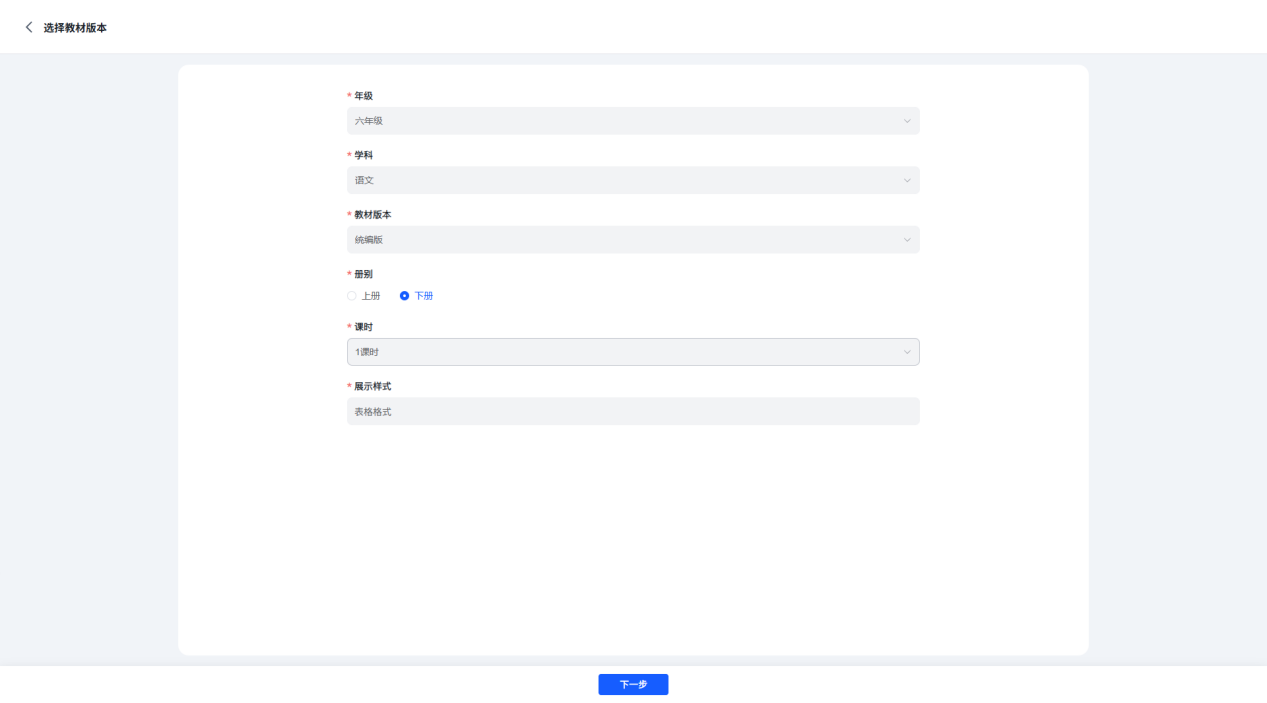 选择教材版本
* 年级
六年级
* 学科
语文
* 教材版本
统编版
* 册别
上册 下册
* 课时
1课时
* 展示样式
表格格式
下一步